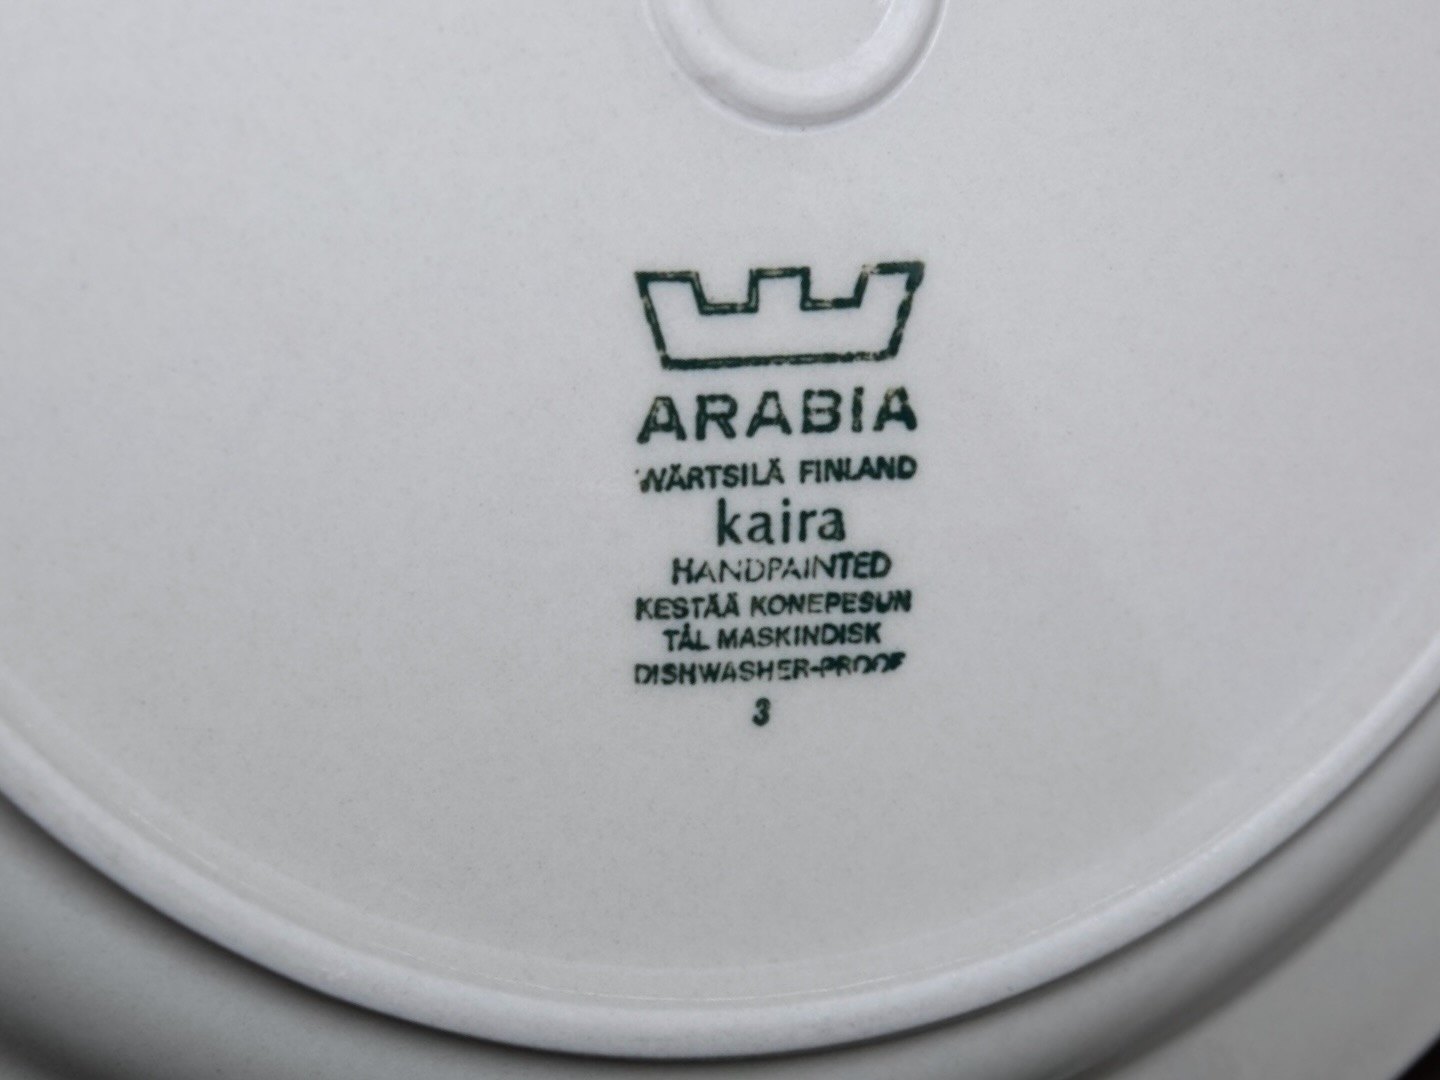 ARABIA
WÄRTSILÄ FINLAND
kaira
HANDPAINTED
KESTÄÄ KONEPESUN
TÅL MASKINDISK
DISHWASHER-PROOF
3